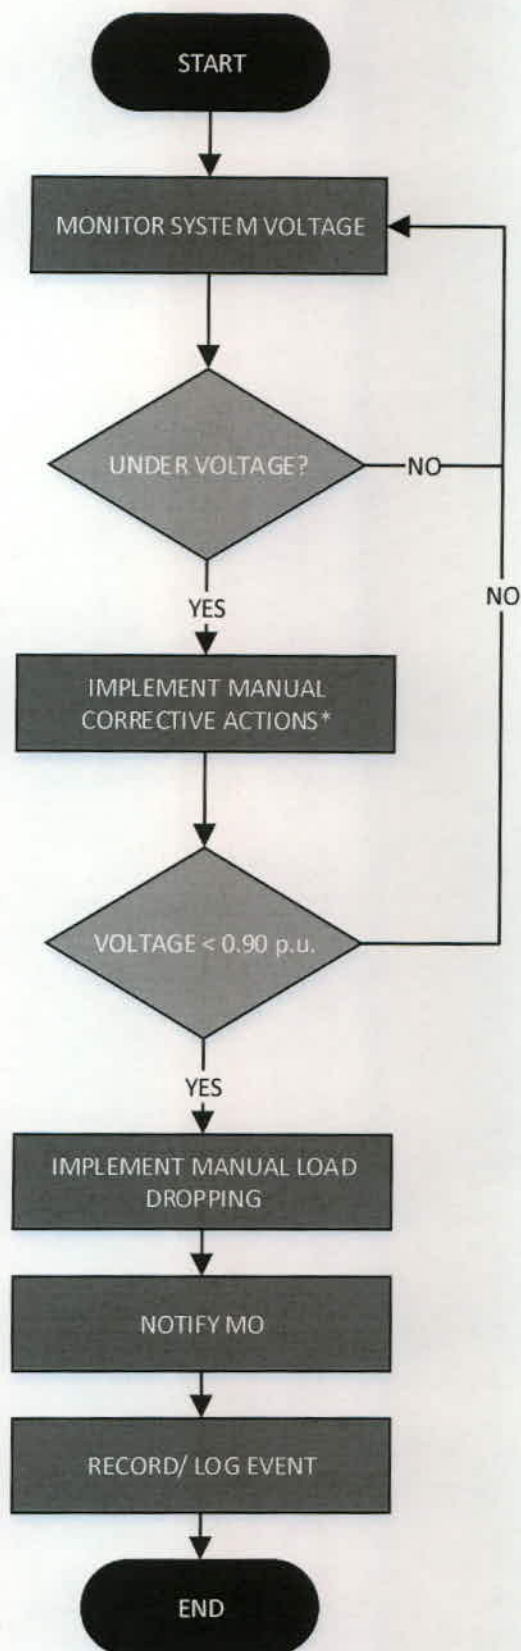 START
MONITOR SYSTEM VOLTAGE
UNDER VOLTAGE?
NO
NO
YES
IMPLEMENT MANUAL
CORRECTIVE ACTIONS*
VOLTAGE < 0.90 p.u.
YES
IMPLEMENT MANUAL LOAD
DROPPING
NOTIFY MO
RECORD/ LOG EVENT
END